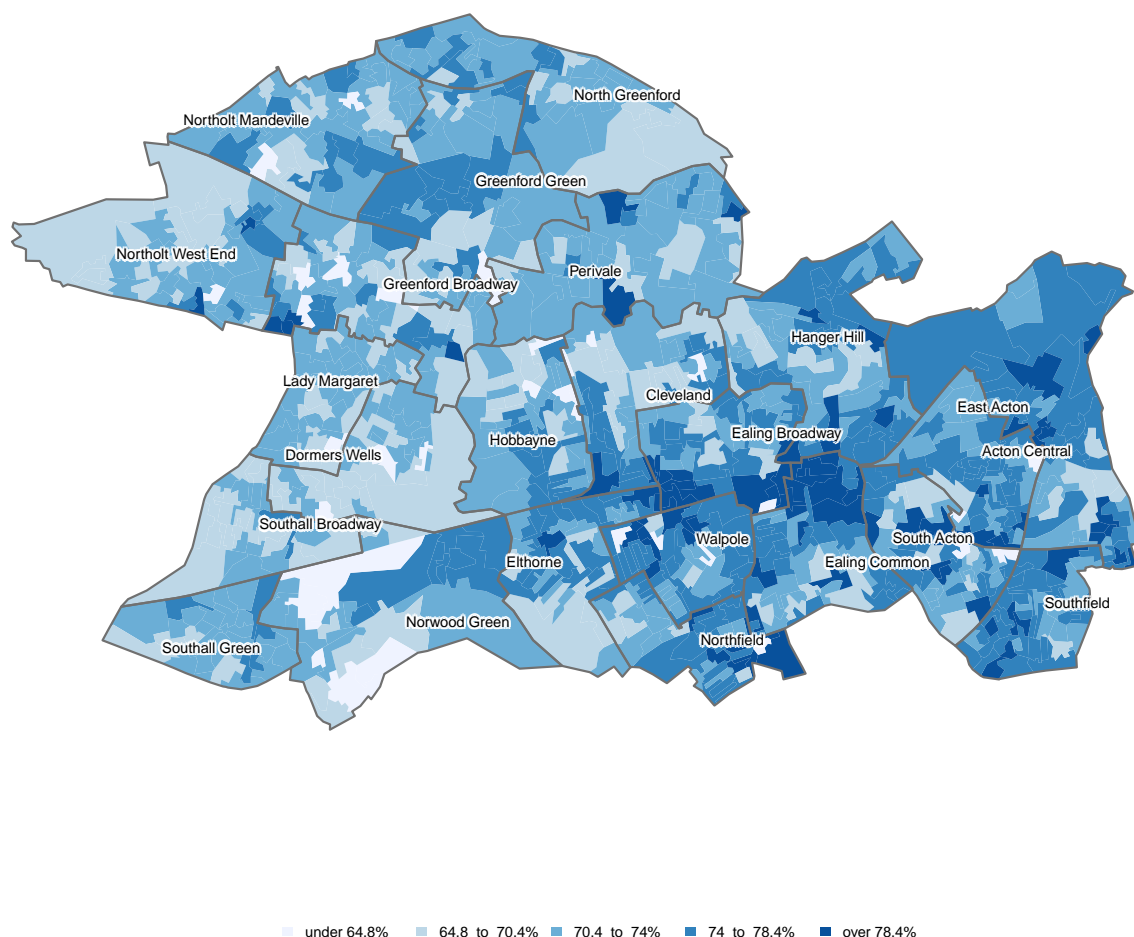 North Greenford
Northolt Mandeville
Greenford Green
Northolt West End
Perivale
Greenford Broadway
Hanger Hill
Lady Margaret
Cleveland
East Acton
Ealing Broadway
Hobbayne
Acton Central
Dormers Wells
Southall Broadway
Walpole
South Acton
Elthorne
Ealing Common
Southfield
Norwood Green
Northfield
Southall Green
under 64.8% 64.8 to 70.4% 70.4 to 74% 74 to 78.4% over 78.4%